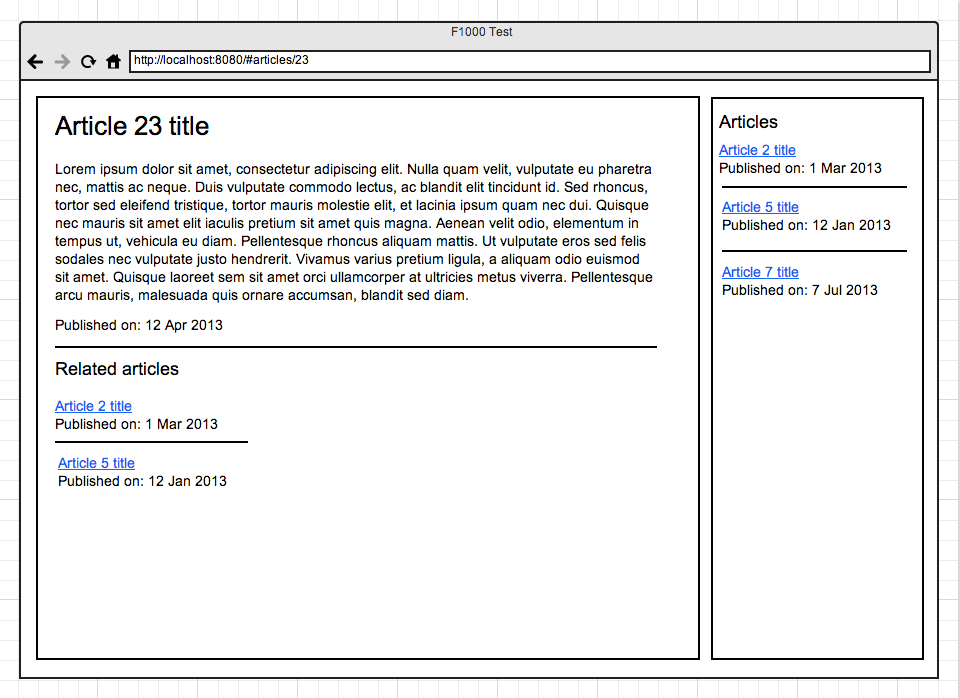 F1000 Test
http://localhost:8080/#articles/23
Article 23 title
Lorem ipsum dolor sit amet, consectetur adipiscing elit. Nulla quam velit, vulputate eu pharetra
nec, mattis ac neque. Duis vulputate commodo lectus, ac blandit elit tincidunt id. Sed rhoncus,
tortor sed eleifend tristique, tortor mauris molestie elit, et lacinia ipsum quam nec dui. Quisque
nec mauris sit amet elit iaculis pretium sit amet quis magna. Aenean velit odio, elementum in
tempus ut, vehicula eu diam. Pellentesque rhoncus aliquam mattis. Ut vulputate eros sed felis
sodales nec vulputate justo hendrerit. Vivamus varius pretium ligula, a aliquam odio euismod
sit amet. Quisque laoreet sem sit amet orci ullamcorper at ultricies metus viverra. Pellentesque
arcu mauris, malesuada quis ornare accumsan, blandit sed diam.
Published on: 12 Apr 2013
Related articles
Article 2 title
Published on: 1 Mar 2013
Article 5 title
Published on: 12 Jan 2013
Articles
Article 2 title
Published on: 1 Mar 2013
Article 5 title
Published on: 12 Jan 2013
Article 7 title
Published on: 7 Jul 2013